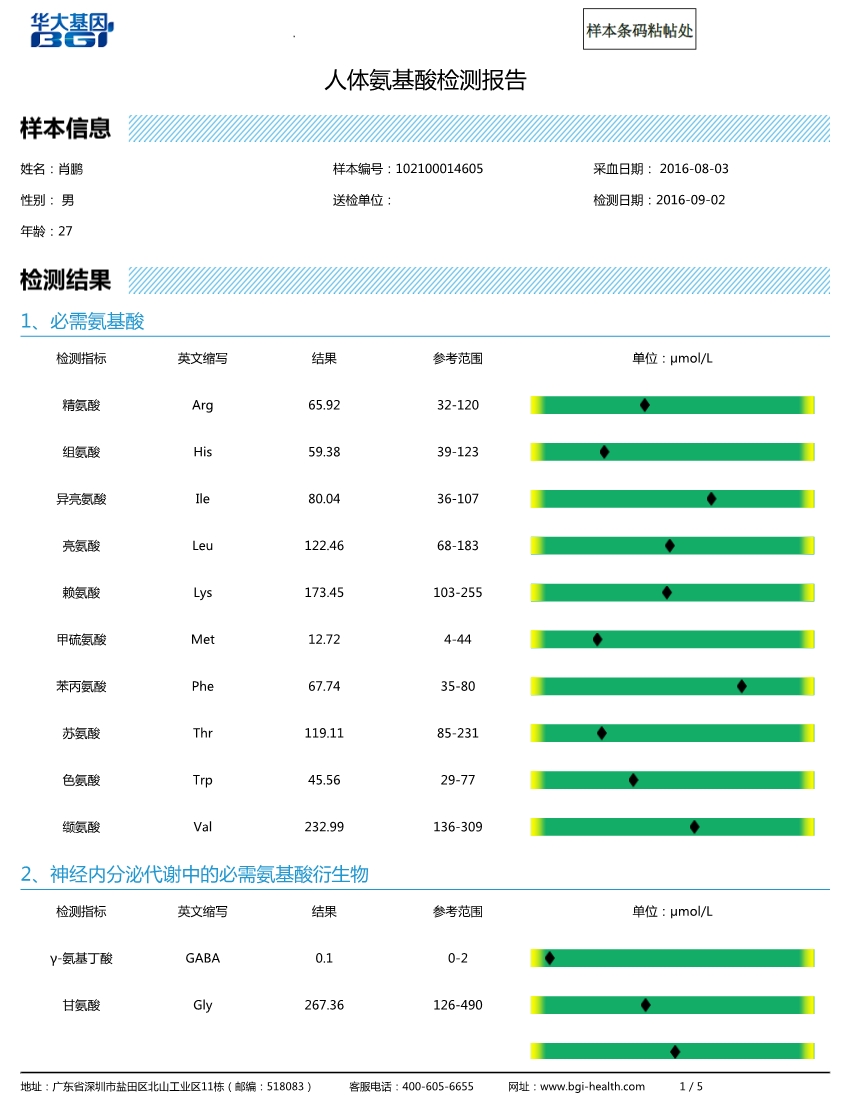 华大基因
BGI
样本条码粘帖处
人体氨基酸检测报告
样本信息
姓名：肖鹏 样本编号：102100014605 采血日期： 2016-08-03
性别： 男 送检单位： 检测日期：2016-09-02
年龄：27
检测结果
1、必需氨基酸
检测指标 英文缩写 结果 参考范围 单位：μmol/L
精氨酸 Arg 65.92 32-120
组氨酸 His 59.38 39-123
异亮氨酸 Ile 80.04 36-107
亮氨酸 Leu 122.46 68-183
赖氨酸 Lys 173.45 103-255
甲硫氨酸 Met 12.72 4-44
苯丙氨酸 Phe 67.74 35-80
苏氨酸 Thr 119.11 85-231
色氨酸 Trp 45.56 29-77
缬氨酸 Val 232.99 136-309
2、神经内分泌代谢中的必需氨基酸衍生物
检测指标 英文缩写 结果 参考范围 单位：μmol/L
γ-氨基丁酸 GABA 0.1 0-2
甘氨酸 Gly 267.36 126-490
地址：广东省深圳市盐田区北山工业区11栋（邮编：518083） 客服电话：400-605-6655 网址：www.bgi-health.com 1 / 5